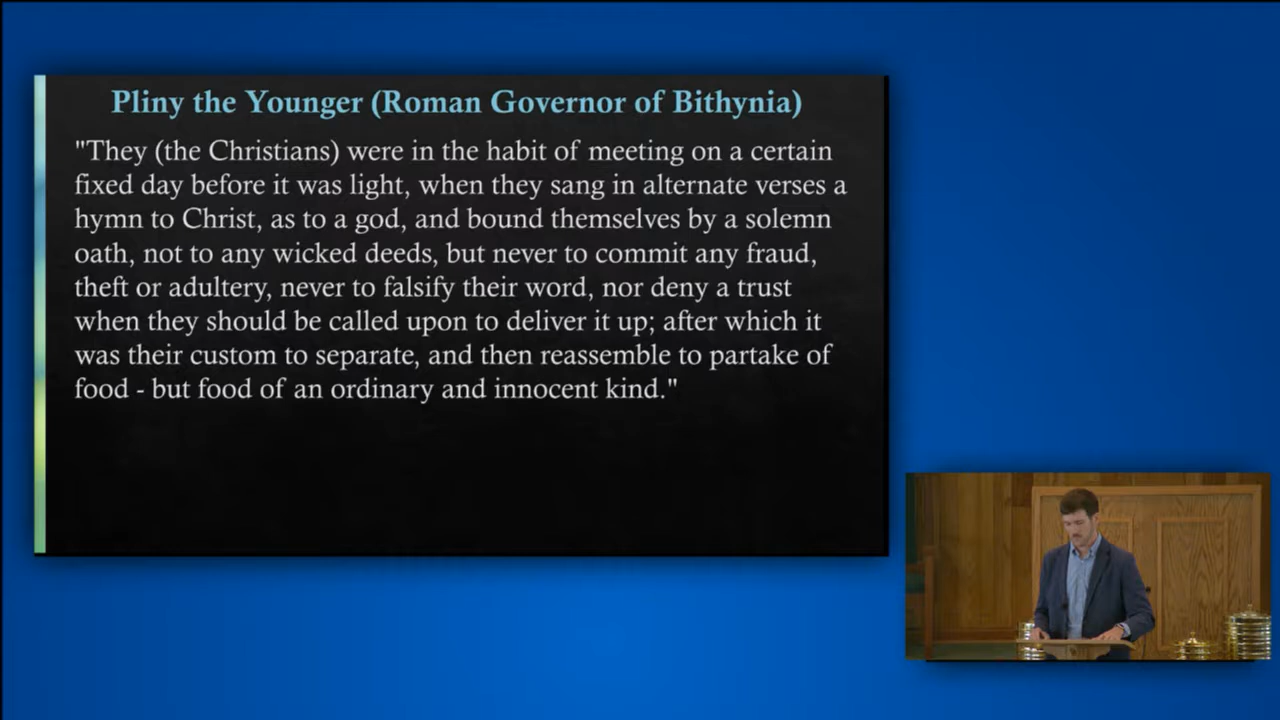 Pliny the Younger (Roman Governor of Bithynia)
"They (the Christians) were in the habit of meeting on a certain
fixed day before it was light, when they sang in alternate verses a
hymn to Christ, as to a god, and bound themselves by a solemn
oath, not to any wicked deeds, but never to commit any fraud,
theft or adultery, never to falsify their word, nor deny a trust
when they should be called upon to deliver it up; after which it
was their custom to separate, and then reassemble to partake of
food - but food of an ordinary and innocent kind."